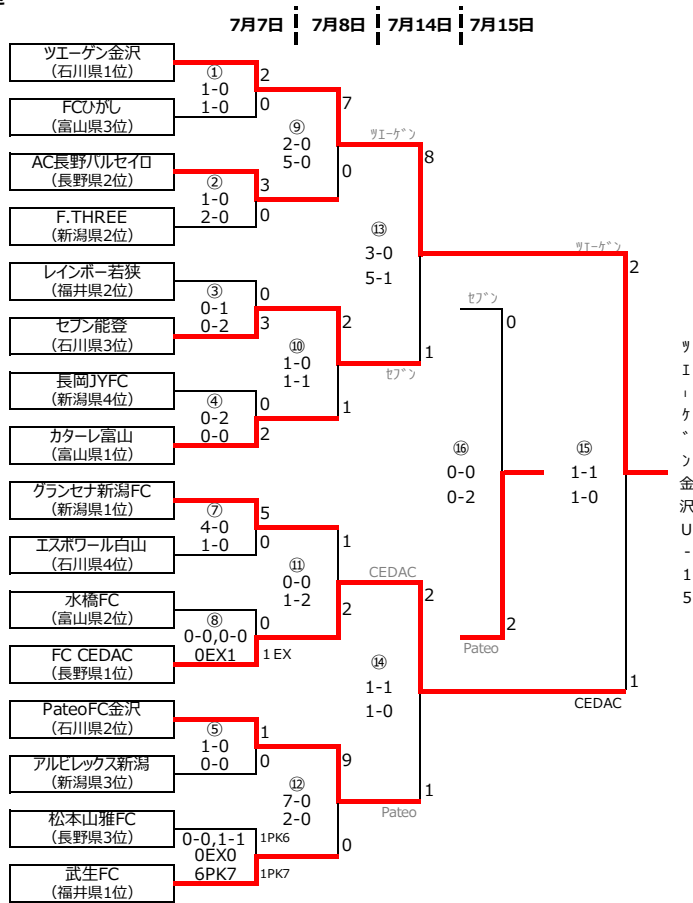 7月7日
7月8日
7月14日
7月15日
ツエーゲン金沢
(石川県1位)
FCひがし
(富山県3位)
①
1-0
1-0
2
0
AC長野パルセイロ
(長野県2位)
F.THREE
(新潟県2位)
②
1-0
2-0
3
0
⑨
2-0
5-0
7
0
レインボー若狭
(福井県2位)
セブン能登
(石川県3位)
③
0-1
0-2
0
3
長岡JYFC
(新潟県4位)
カターレ富山
(富山県1位)
④
0-2
0-0
0
2
⑩
1-0
1-1
2
1
ツエーゲン
8
⑬
3-0
5-1
セブン
1
グランセナ新潟FC
(新潟県1位)
エスポワール白山
(石川県4位)
⑦
4-0
1-0
5
0
水橋FC
(富山県2位)
FC CEDAC
(長野県1位)
⑧
0-0,0-0
0EX1
0
1 EX
⑪
0-0
1-2
1
2
PateoFC金沢
(石川県2位)
アルビレックス新潟
(新潟県3位)
⑤
1-0
0-0
1
0
松本山雅FC
(長野県3位)
武生FC
(福井県1位)
0-0,1-1
0EX0
6PK7
1PK6
1PK7
⑫
7-0
2-0
9
0
CEDAC
2
⑭
1-1
1-0
Pateo
1
セブン
0
⑯
0-0
0-2
Pateo
2
ツエーゲン
2
⑮
1-1
1-0
CEDAC
1
ツエーゲン金沢U-15